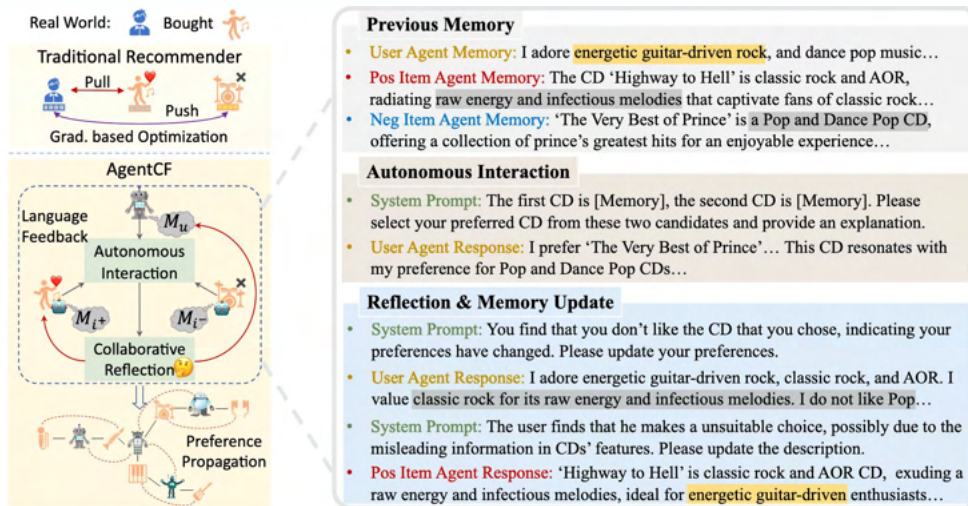 Real World:
Bought:
Traditional Recommender
Pull
Push
Grad. based Optimization
AgentCF
Language
Feedback
M_u
Autonomous
Interaction
M_{i+}
M_{i-}
Collaborative
Reflection
Preference
Propagation
Previous Memory
• User Agent Memory: I adore energetic guitar-driven rock, and dance pop music…
• Pos Item Agent Memory: The CD ‘Highway to Hell’ is classic rock and AOR,
radiating raw energy and infectious melodies that captivate fans of classic rock…
• Neg Item Agent Memory: ‘The Very Best of Prince’ is a Pop and Dance Pop CD,
offering a collection of prince’s greatest hits for an enjoyable experience…
Autonomous Interaction
• System Prompt: The first CD is [Memory], the second CD is [Memory]. Please
select your preferred CD from these two candidates and provide an explanation.
• User Agent Response: I prefer ‘The Very Best of Prince’… This CD resonates with
my preference for Pop and Dance Pop CDs…
Reflection & Memory Update
• System Prompt: You find that you don’t like the CD that you chose, indicating your
preferences have changed. Please update your preferences.
• User Agent Response: I adore energetic guitar-driven rock, classic rock, and AOR. I
value classic rock for its raw energy and infectious melodies. I do not like Pop…
• System Prompt: The user finds that he makes a unsuitable choice, possibly due to the
misleading information in CDs’ features. Please update the description.
• Pos Item Agent Response: ‘Highway to Hell’ is classic rock and AOR CD, exuding a
raw energy and infectious melodies, ideal for energetic guitar-driven enthusiasts…